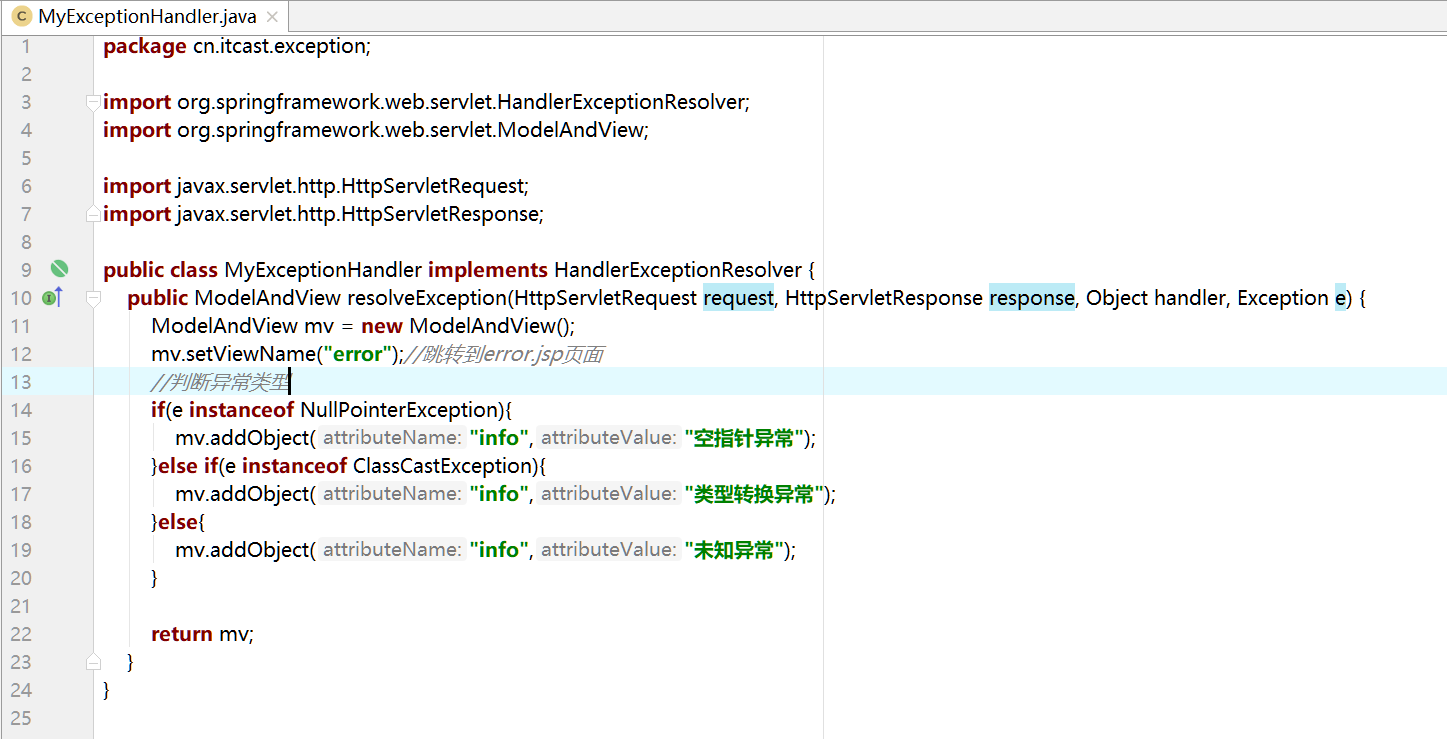 MyExceptionHandler.java
1 package cn.itcast.exception;
2
3 import org.springframework.web.servlet.HandlerExceptionResolver;
4 import org.springframework.web.servlet.ModelAndView;
5
6 import javax.servlet.http.HttpServletRequest;
7 import javax.servlet.http.HttpServletResponse;
8
9 public class MyExceptionHandler implements HandlerExceptionResolver {
10 public ModelAndView resolveException(HttpServletRequest request, HttpServletResponse response, Object handler, Exception e) {
11 ModelAndView mv = new ModelAndView();
12 mv.setViewName("error");//跳转到error.jsp页面
13 //判断异常类型
14 if(e instanceof NullPointerException){
15 mv.addObject( attributeName: "info", attributeValue: "空指针异常");
16 }else if(e instanceof ClassCastException){
17 mv.addObject( attributeName: "info", attributeValue: "类型转换异常");
18 }else{
19 mv.addObject( attributeName: "info", attributeValue: "未知异常");
20 }
21
22 return mv;
23 }
24 }
25